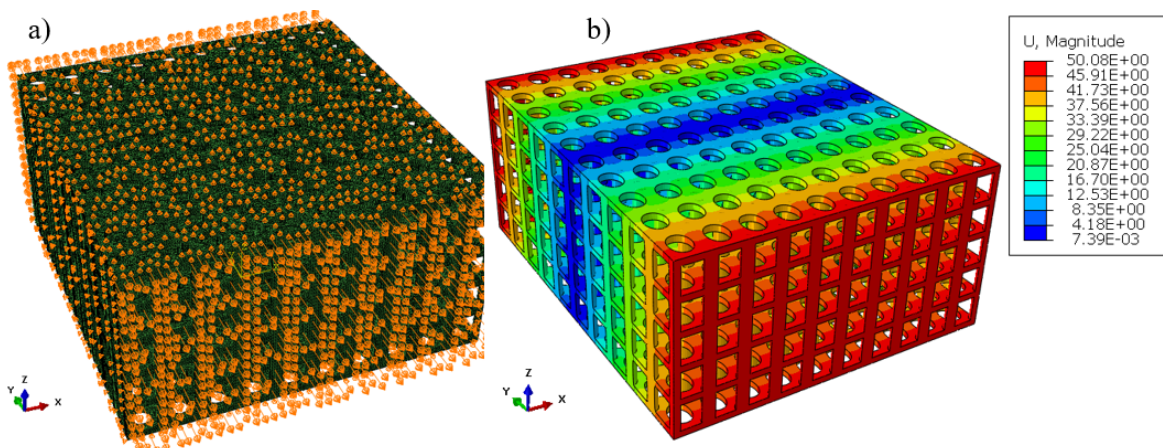 a)
b)
U, Magnitude
50.08E+00
45.91E+00
41.73E+00
37.56E+00
33.39E+00
29.22E+00
25.04E+00
20.87E+00
16.70E+00
12.53E+00
8.35E+00
4.18E+00
7.39E-03
Z
Y
X
Z
Y
X